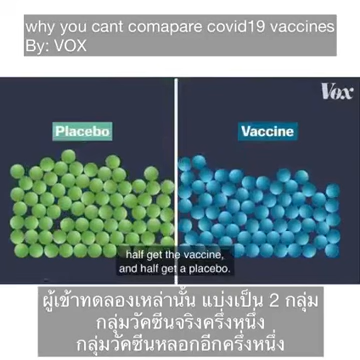 why you cant comapare covid19 vaccines
By: VOX
Vox
Placebo
Vaccine
half get the vaccine,
and half get a placebo.
ผู้เข้าทดลองเหล่านั้น แบ่งเป็น 2 กลุ่ม
กลุ่มวัคซีนจริงครึ่งหนึ่ง
กลุ่มวัคซีนหลอกอีกครึ่งหนึ่ง